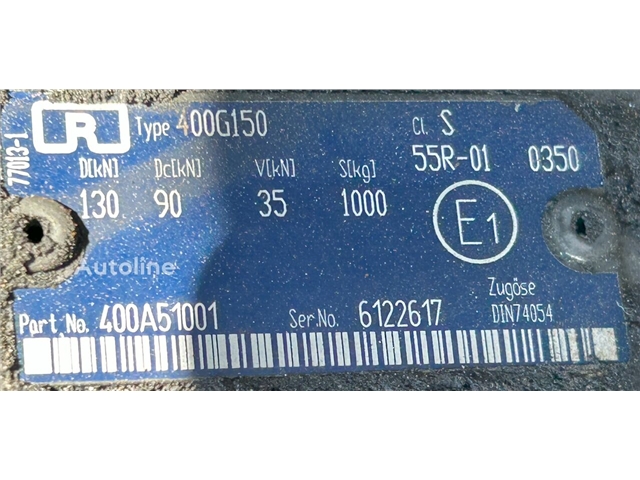 77013-1
R Type 400G150 Cl. S
D[kN] Dc[kN] V[kN] S[kg] 55R-01 0350
130 90 35 1000 E1
Autoline
Zugöse
Part.No. 400A51001 Ser.No. 6122617 DIN74054